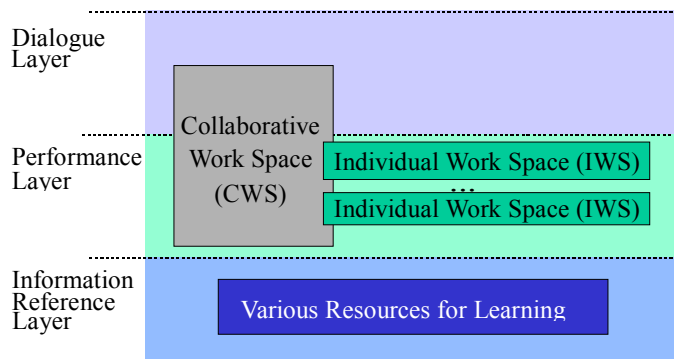 Dialogue
Layer
Collaborative
Work Space
(CWS)
Performance
Layer
Individual Work Space (IWS)
...
Individual Work Space (IWS)
Information
Reference
Layer
Various Resources for Learning